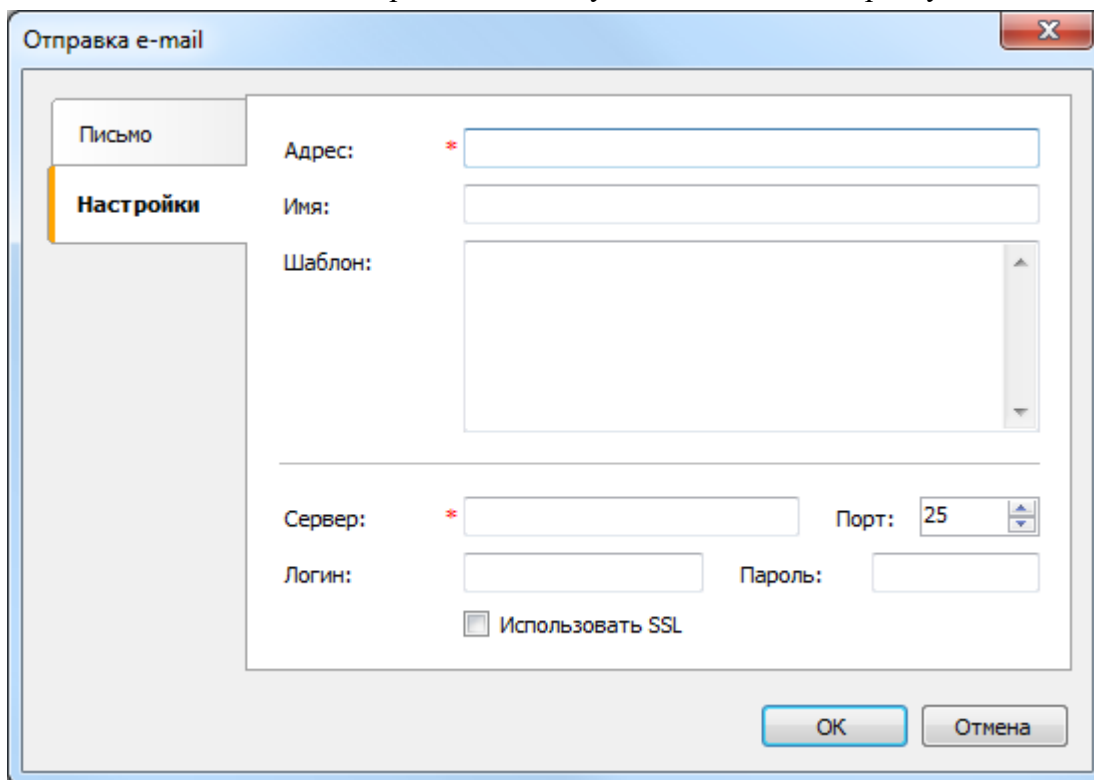 Отправка e-mail
Письмо
Настройки
Адрес: *
Имя:
Шаблон:
Сервер: * Порт: 25
Логин: Пароль:
Использовать SSL
OK Отмена